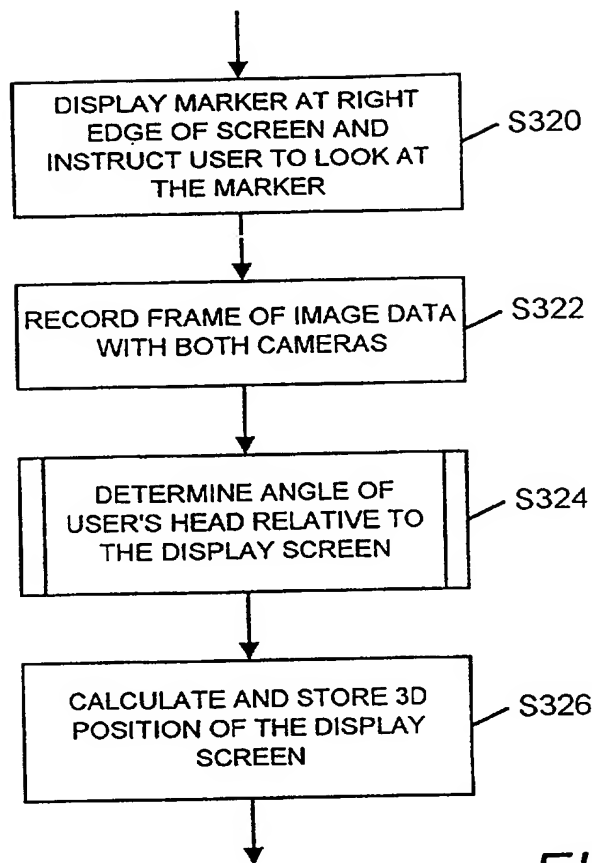 DISPLAY MARKER AT RIGHT
EDGE OF SCREEN AND
INSTRUCT USER TO LOOK AT
THE MARKER
S320
RECORD FRAME OF IMAGE DATA
WITH BOTH CAMERAS
S322
DETERMINE ANGLE OF
USER'S HEAD RELATIVE TO
THE DISPLAY SCREEN
S324
CALCULATE AND STORE 3D
POSITION OF THE DISPLAY
SCREEN
S326